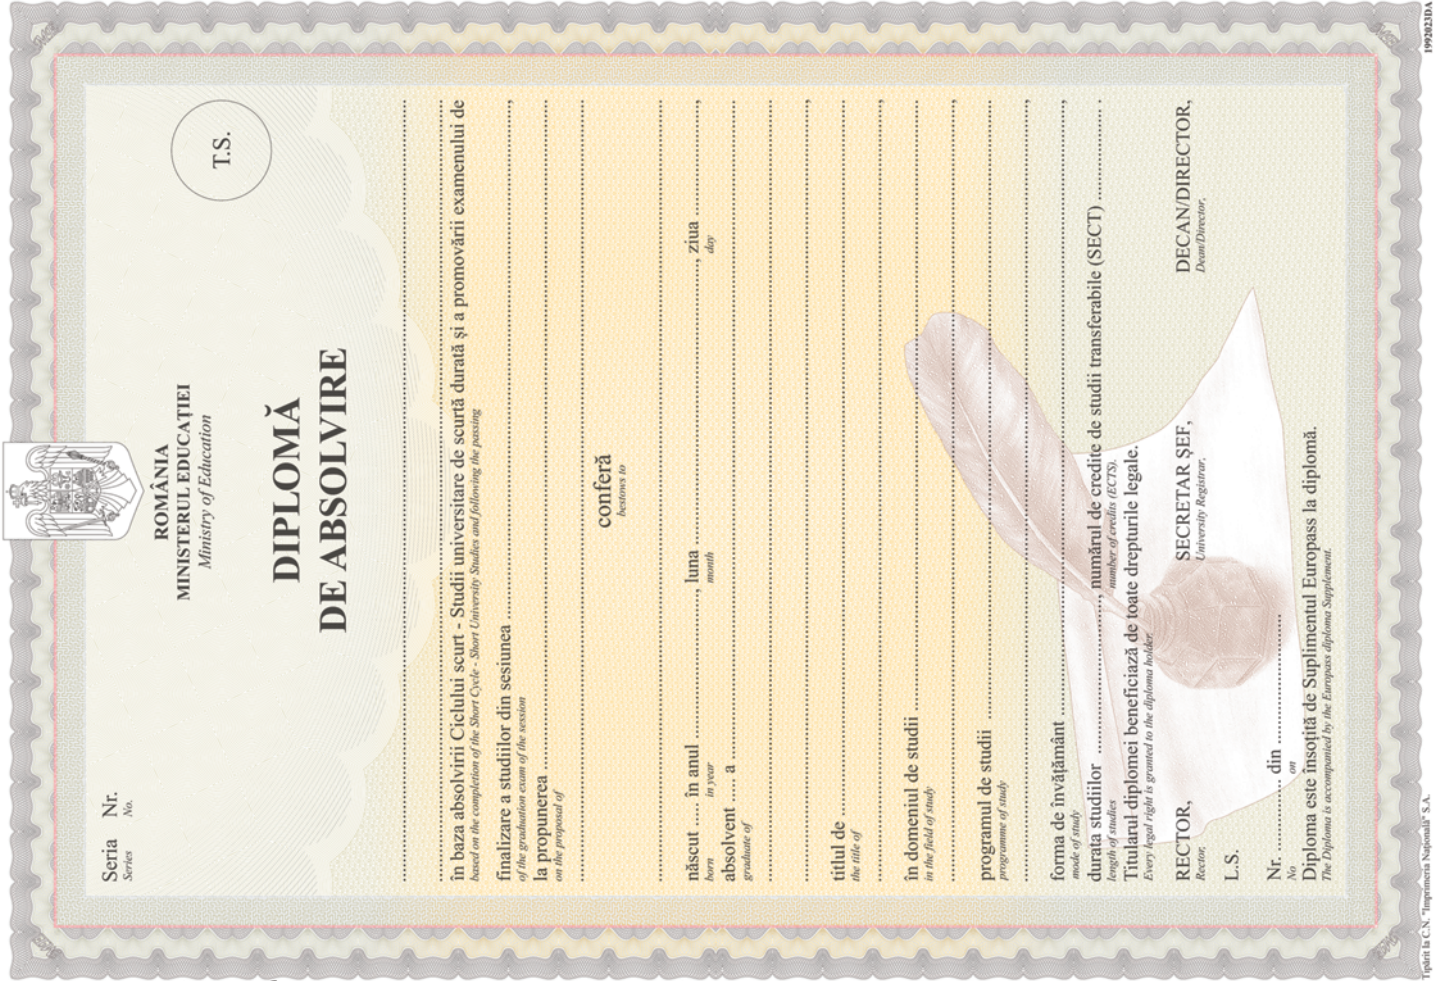 Seria Nr.
Series No.
ROMÂNIA
MINISTERUL EDUCAȚIEI
Ministry of Education
T.S.
DIPLOMĂ
DE ABSOLVIRE
în baza absolvirii Ciclului scurt - Studii universitare de scurtă durată și a promovării examenului de
based on the completion of the Short Cycle - Short University Studies and following the passing
finalizare a studiilor din sesiunea ..............................,
of the graduation exam of the session
la propunerea ..............................
on the proposal of
conferă
bestows to
născut ..... în anul .............................., luna .............................., ziua ..............................,
born in year month day
absolvent .... a ..............................
graduate of
titlul de ..............................
the title of
în domeniul de studii ..............................
in the field of study
programul de studii ..............................
programme of study
forma de învățământ ..............................,
mode of study
durata studiilor .............................., numărul de credite de studii transferabile (SECT) .................... .
length of studies number of credits (ECTS).
Titularul diplomei beneficiază de toate drepturile legale.
Every legal right is granted to the diploma holder.
RECTOR, SECRETAR ȘEF, DECAN/DIRECTOR,
Rector, University Registrar, Dean/Director,
L.S.
Nr. .............. din ..............................
No on
Diploma este însoțită de Suplimentul Europass la diplomă.
The Diploma is accompanied by the Europass diploma Supplement.
Tipărit la C.N. "Imprimeria Națională" S.A. 1992023DA